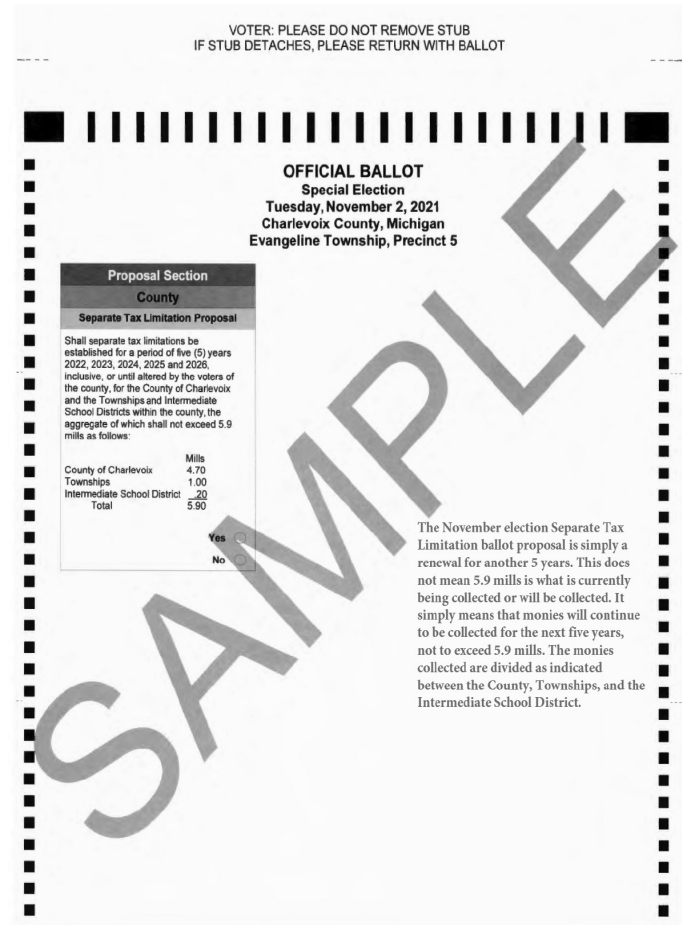 VOTER: PLEASE DO NOT REMOVE STUB
IF STUB DETACHES, PLEASE RETURN WITH BALLOT
OFFICIAL BALLOT
Special Election
Tuesday, November 2, 2021
Charlevoix County, Michigan
Evangeline Township, Precinct 5
Proposal Section
County
Separate Tax Limitation Proposal
Shall separate tax limitations be
established for a period of five (5) years
2022, 2023, 2024, 2025 and 2026,
inclusive, or until altered by the voters of
the county, for the County of Charlevoix
and the Townships and Intermediate
School Districts within the county, the
aggregate of which shall not exceed 5.9
mills as follows:
Mills
County of Charlevoix 4.70
Townships 1.00
Intermediate School District .20
Total 5.90
Yes
No
The November election Separate Tax
Limitation ballot proposal is simply a
renewal for another 5 years. This does
not mean 5.9 mills is what is currently
being collected or will be collected. It
simply means that monies will continue
to be collected for the next five years,
not to exceed 5.9 mills. The monies
collected are divided as indicated
between the County, Townships, and the
Intermediate School District.
SAMPLE